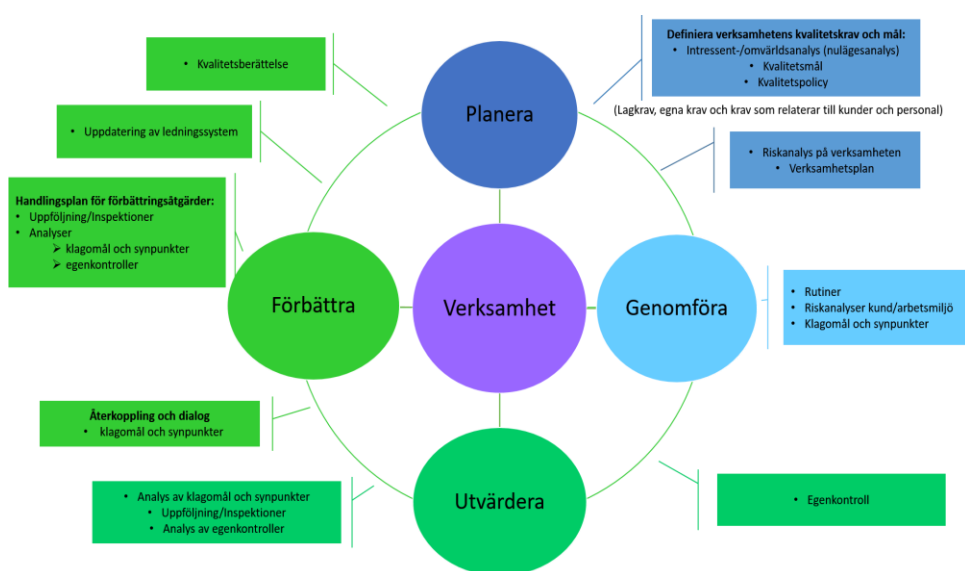 Definiera verksamhetens kvalitetskrav och mål:
• Intressent-/omvärldsanalys (nulägesanalys)
• Kvalitetsmål
• Kvalitetspolicy
(Lagkrav, egna krav och krav som relaterar till kunder och personal)
• Kvalitetsberättelse
Planera
• Uppdatering av ledningssystem
• Riskanalys på verksamheten
• Verksamhetsplan
Handlingsplan för förbättringsåtgärder:
• Uppföljning/Inspektioner
• Analyser
➢ klagomål och synpunkter
➢ egenkontroller
Förbättra
Verksamhet
Genomföra
• Rutiner
• Riskanalyser kund/arbetsmiljö
• Klagomål och synpunkter
Återkoppling och dialog
• klagomål och synpunkter
• Analys av klagomål och synpunkter
• Uppföljning/Inspektioner
• Analys av egenkontroller
Utvärdera
• Egenkontroll